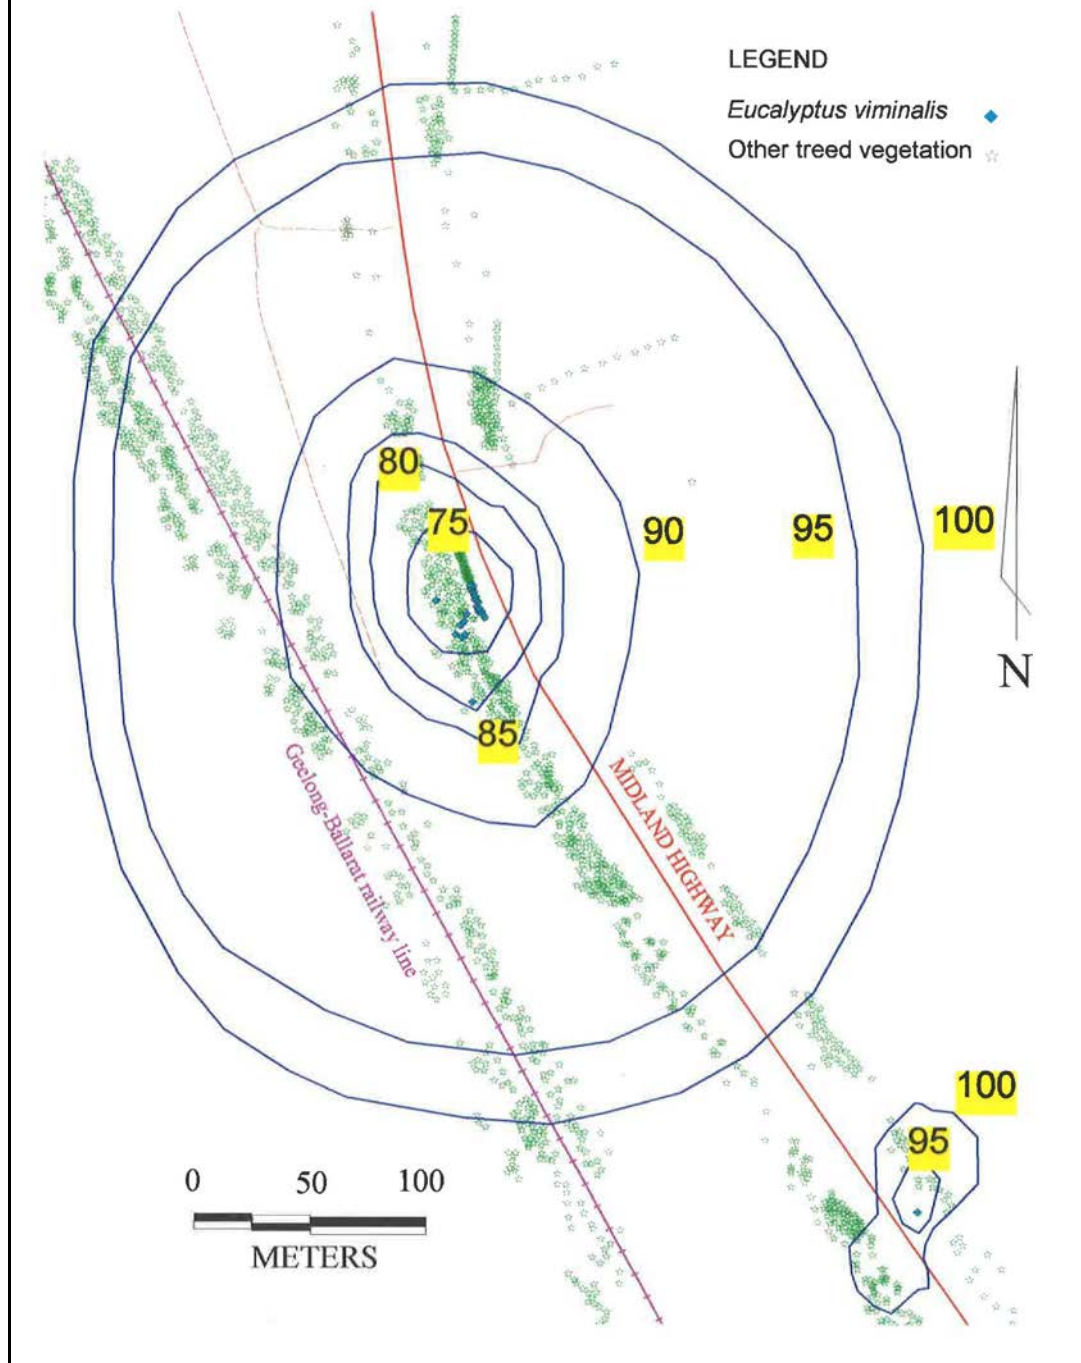 LEGEND
Eucalyptus viminalis
Other treed vegetation
80
75
90
95
100
N
85
Geelong-Ballarat railway line
MIDLAND HIGHWAY
100
95
0 50 100
METERS